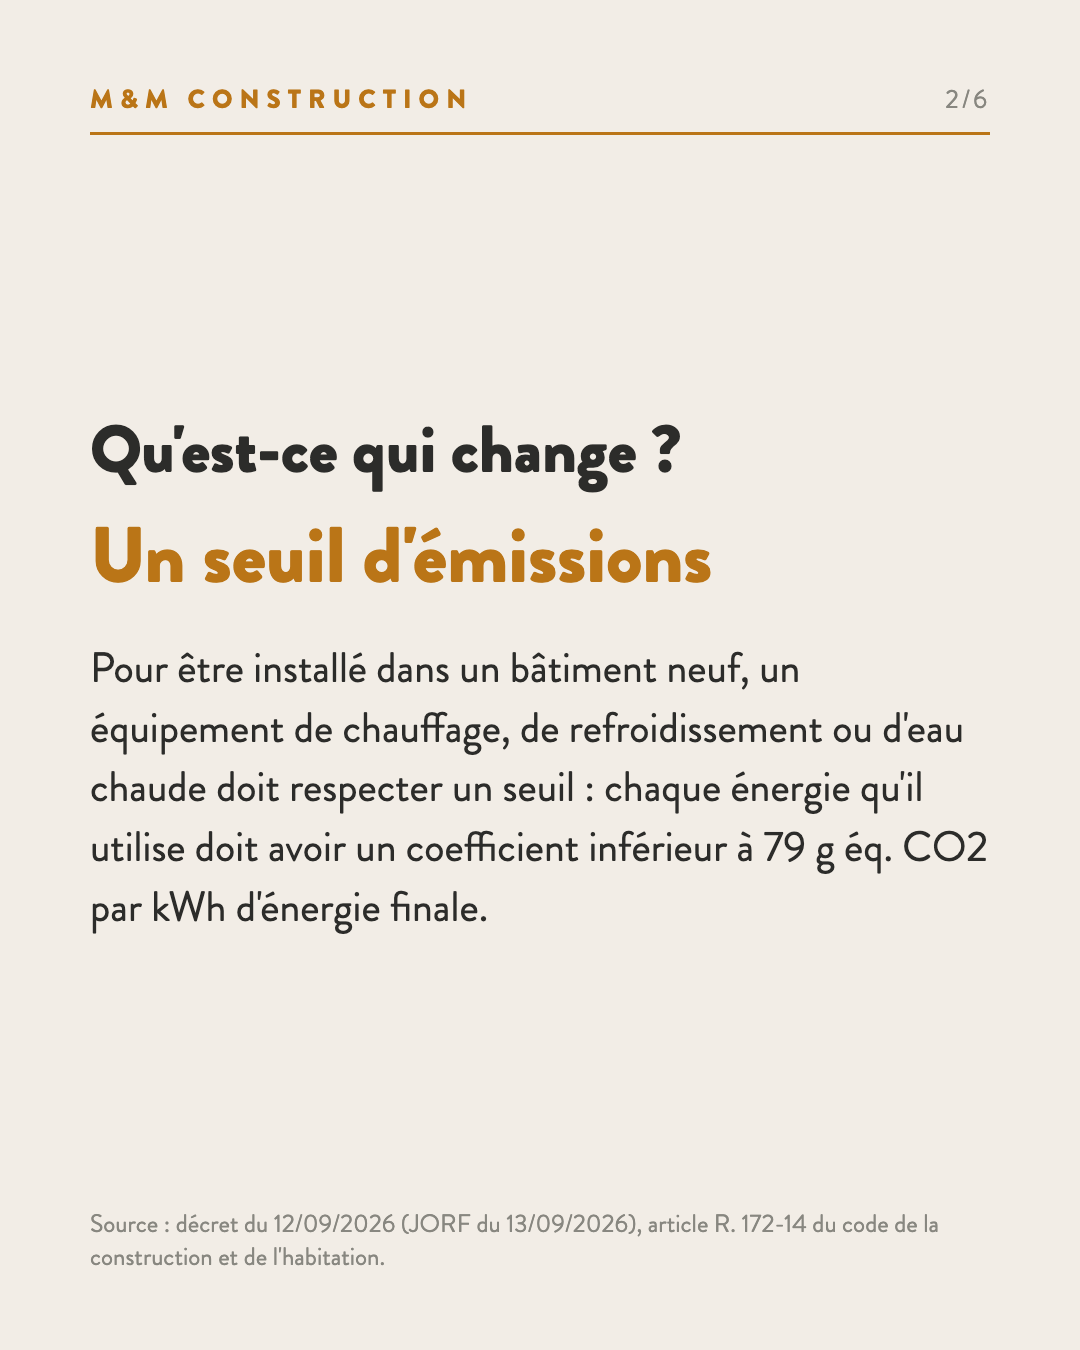 M&M CONSTRUCTION
2/6
Qu'est-ce qui change ?
Un seuil d'émissions
Pour être installé dans un bâtiment neuf, un
équipement de chauffage, de refroidissement ou d'eau
chaude doit respecter un seuil : chaque énergie qu'il
utilise doit avoir un coefficient inférieur à 79 g éq. CO2
par kWh d'énergie finale.
Source : décret du 12/09/2026 (JORF du 13/09/2026), article R. 172-14 du code de la
construction et de l'habitation.